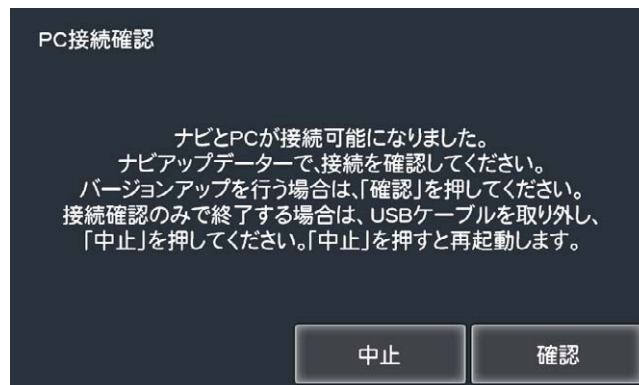 PC接続確認
ナビとPCが接続可能になりました。
ナビアップデーターで、接続を確認してください。
バージョンアップを行う場合は、「確認」を押してください。
接続確認のみで終了する場合は、USBケーブルを取り外し、
「中止」を押してください。「中止」を押すと再起動します。
中止
確認